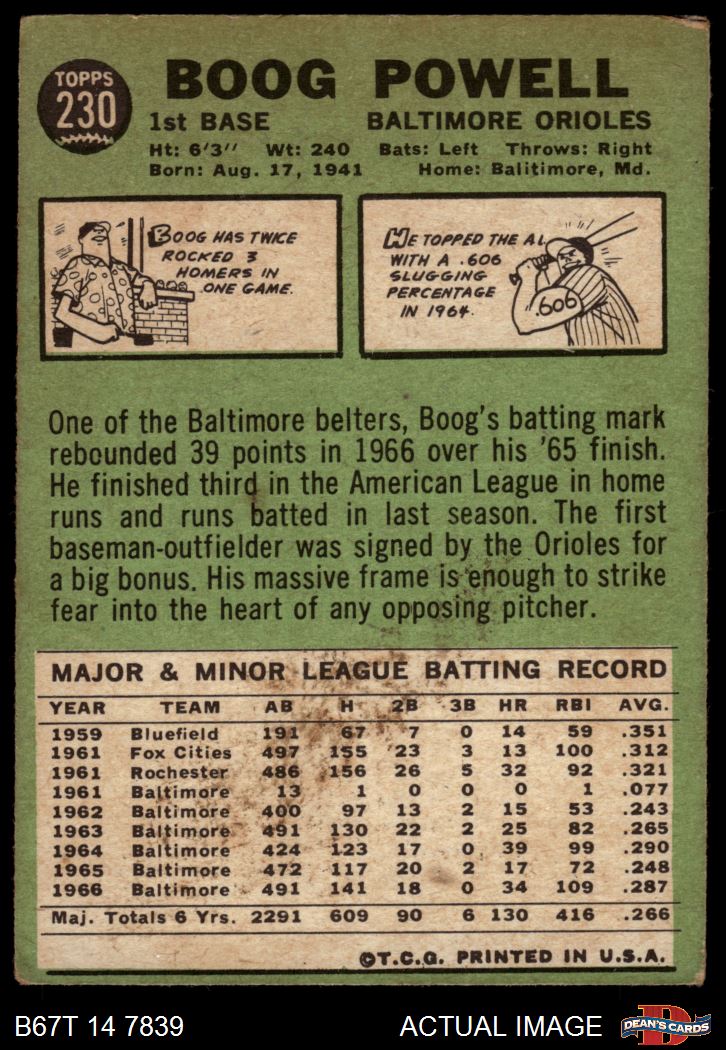 TOPPS
230
BOOG POWELL
1st BASE BALTIMORE ORIOLES
Ht: 6'3'' Wt: 240 Bats: Left Throws: Right
Born: Aug. 17, 1941 Home: Balitimore, Md.
BOOG HAS TWICE
ROCKED 3
HOMERS IN
ONE GAME.
HE TOPPED THE AL
WITH A .606
SLUGGING
PERCENTAGE
IN 1964.
.606
One of the Baltimore belters, Boog's batting mark
rebounded 39 points in 1966 over his '65 finish.
He finished third in the American League in home
runs and runs batted in last season. The first
baseman-outfielder was signed by the Orioles for
a big bonus. His massive frame is enough to strike
fear into the heart of any opposing pitcher.
MAJOR & MINOR LEAGUE BATTING RECORD
YEAR TEAM AB H 2B 3B HR RBI AVG.
1959 Bluefield 191 67 7 0 14 59 .351
1961 Fox Cities 497 155 23 3 13 100 .312
1961 Rochester 486 156 26 5 32 92 .321
1961 Baltimore 13 1 0 0 0 1 .077
1962 Baltimore 400 97 13 2 15 53 .243
1963 Baltimore 491 130 22 2 25 82 .265
1964 Baltimore 424 123 17 0 39 99 .290
1965 Baltimore 472 117 20 2 17 72 .248
1966 Baltimore 491 141 18 0 34 109 .287
Maj. Totals 6 Yrs. 2291 609 90 6 130 416 .266
©T.C.G. PRINTED IN U.S.A.
B67T 14 7839 ACTUAL IMAGE
D
DEAN'S CARDS